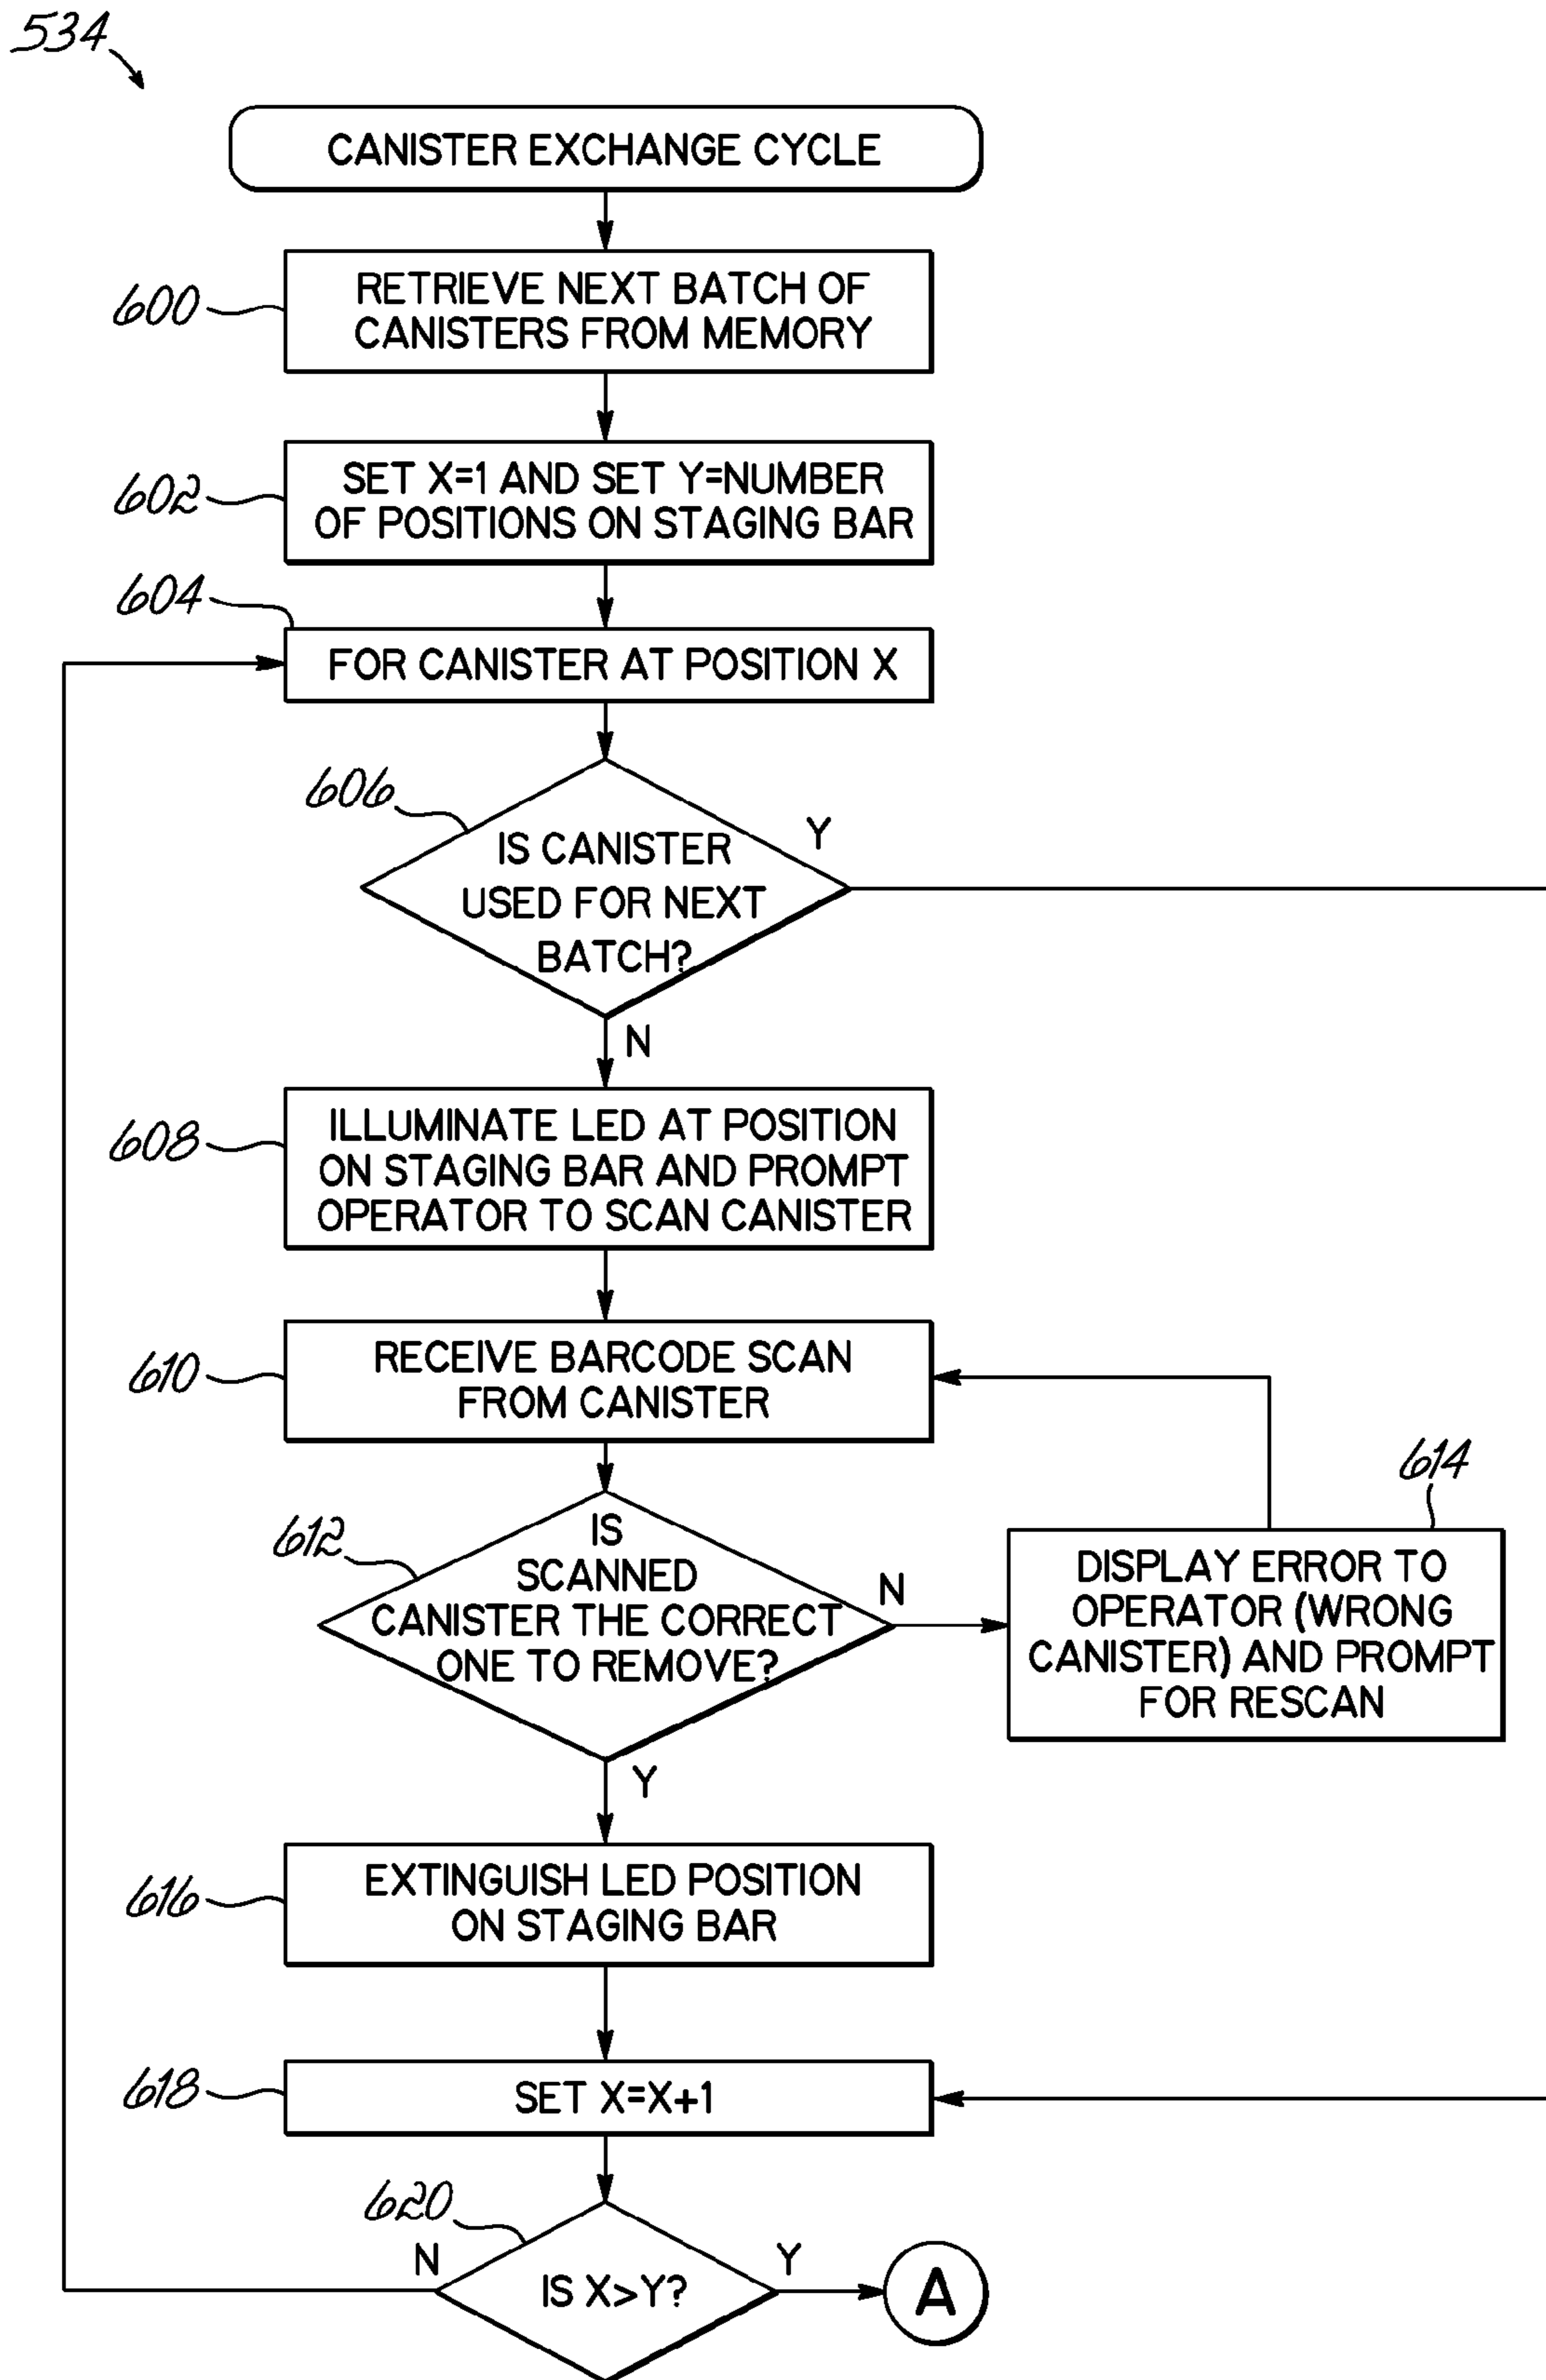 534
CANISTER EXCHANGE CYCLE
600
RETRIEVE NEXT BATCH OF
CANISTERS FROM MEMORY
602
SET X=1 AND SET Y=NUMBER
OF POSITIONS ON STAGING BAR
604
FOR CANISTER AT POSITION X
606
IS CANISTER
USED FOR NEXT
BATCH?
Y
N
608
ILLUMINATE LED AT POSITION
ON STAGING BAR AND PROMPT
OPERATOR TO SCAN CANISTER
610
RECEIVE BARCODE SCAN
FROM CANISTER
612
IS
SCANNED
CANISTER THE CORRECT
ONE TO REMOVE?
N
614
DISPLAY ERROR TO
OPERATOR (WRONG
CANISTER) AND PROMPT
FOR RESCAN
Y
616
EXTINGUISH LED POSITION
ON STAGING BAR
618
SET X=X+1
620
N
IS X>Y?
Y
A